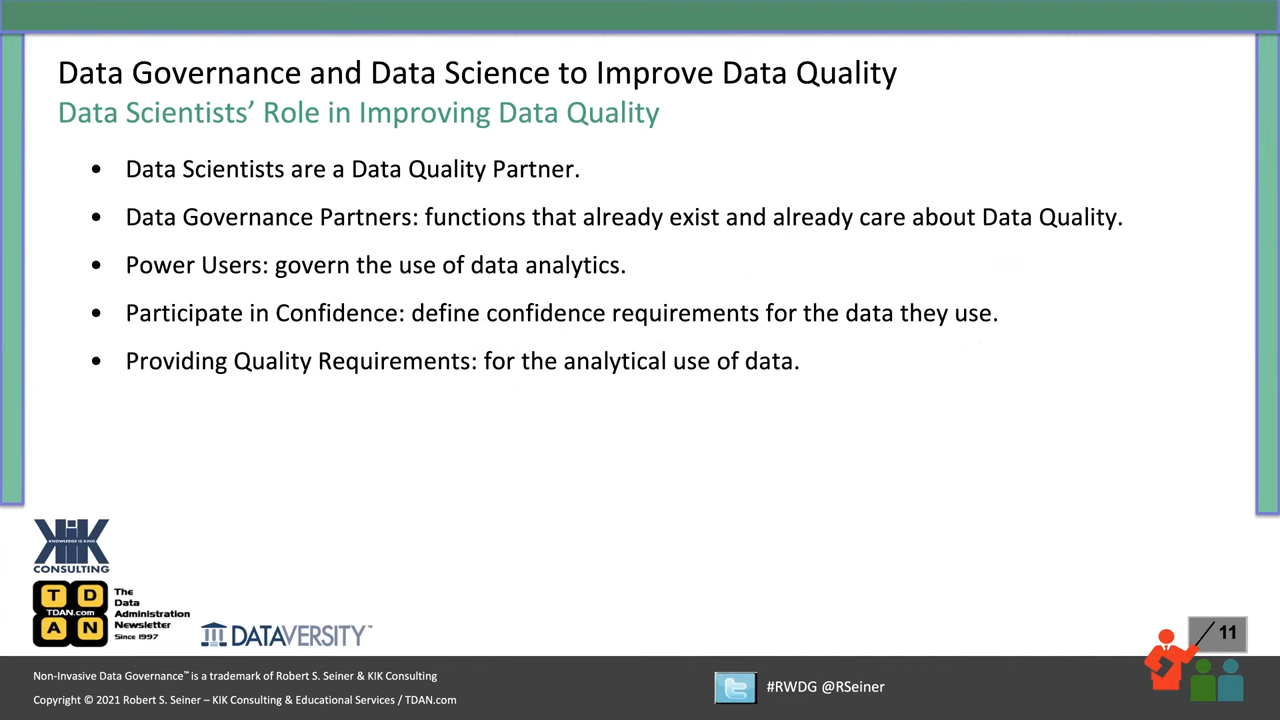 Data Governance and Data Science to Improve Data Quality
Data Scientists’ Role in Improving Data Quality
• Data Scientists are a Data Quality Partner.
• Data Governance Partners: functions that already exist and already care about Data Quality.
• Power Users: govern the use of data analytics.
• Participate in Confidence: define confidence requirements for the data they use.
• Providing Quality Requirements: for the analytical use of data.
KIK
KNOWLEDGE IS KING
CONSULTING
T D
TDAN.com
A N
The
Data
Administration
Newsletter
Since 1997
DATAVERSITY™
11
Non-Invasive Data Governance™ is a trademark of Robert S. Seiner & KIK Consulting
Copyright © 2021 Robert S. Seiner – KIK Consulting & Educational Services / TDAN.com
#RWDG @RSeiner